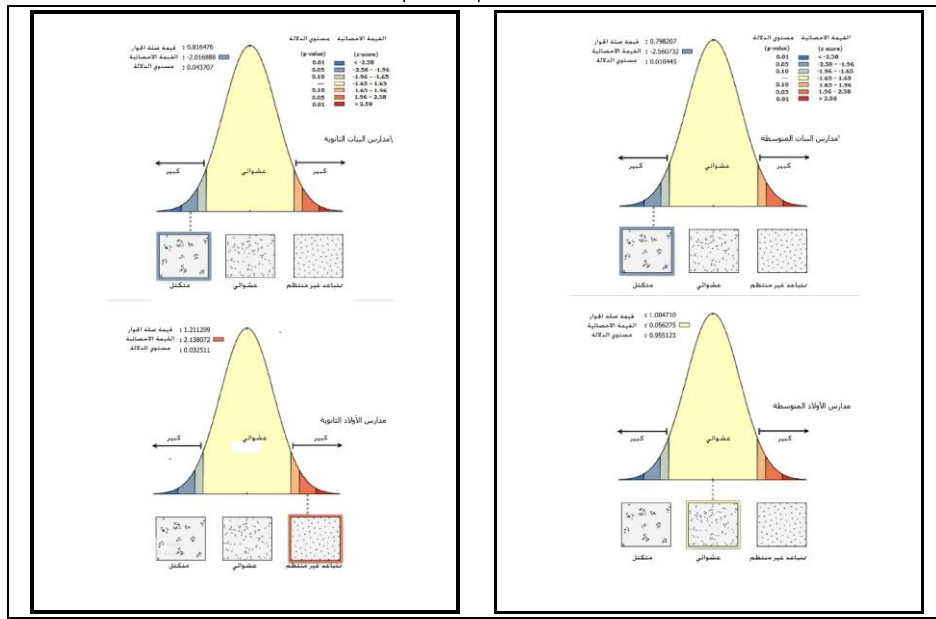 القيمة الاحصائية مستوي الدلالة
قيمة صلة الجوار : 0.816476
القيمة الاحصائية : -2.016888
مستوي الدلالة : 0.043707
(p-value) (z-score)
0.01 < -2.58
0.05 -2.58 – -1.96
0.10 -1.96 – -1.65
— -1.65 – 1.65
0.10 1.65 – 1.96
0.05 1.96 – 2.58
0.01 > 2.58
مدارس البنات الثانوية
كبير
عشوائي
كبير
متكتل عشوائي متباعد غير منتظم
قيمة صلة الجوار : 1.211209
القيمة الاحصائية : 2.138072
مستوي الدلالة : 0.032511
مدارس الأولاد الثانوية
كبير
عشوائي
كبير
متكتل عشوائي متباعد غير منتظم
القيمة الاحصائية مستوي الدلالة
قيمة صلة الجوار : 0.798207
القيمة الاحصائية : -2.560732
مستوي الدلالة : 0.010445
(p-value) (z-score)
0.01 < -2.58
0.05 -2.58 – -1.96
0.10 -1.96 – -1.65
— -1.65 – 1.65
0.10 1.65 – 1.96
0.05 1.96 – 2.58
0.01 > 2.58
مدارس البنات المتوسطة
كبير
عشوائي
كبير
متكتل عشوائي متباعد غير منتظم
قيمة صلة الجوار : 1.004710
القيمة الاحصائية : 0.056275
مستوي الدلالة : 0.955123
مدارس الأولاد المتوسطة
كبير
عشوائي
كبير
متكتل عشوائي متباعد غير منتظم